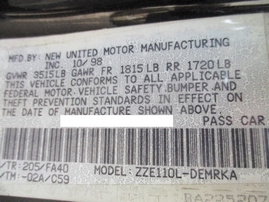 MFD. BY: NEW UNITED MOTOR MANUFACTURING
INC. 10/98
GVWR 3515LB GAWR FR 1815LB RR 1720LB
THIS VEHICLE CONFORMS TO ALL APPLICABLE
FEDERAL MOTOR VEHICLE SAFETY, BUMPER AND
THEFT PREVENTION STANDARDS IN EFFECT ON
THE DATE OF MANUFACTURE SHOWN ABOVE.
PASS CAR
/TR: 205/FA40 MODEL: ZZE110L-DEMRKA
/TM: -02A/C59